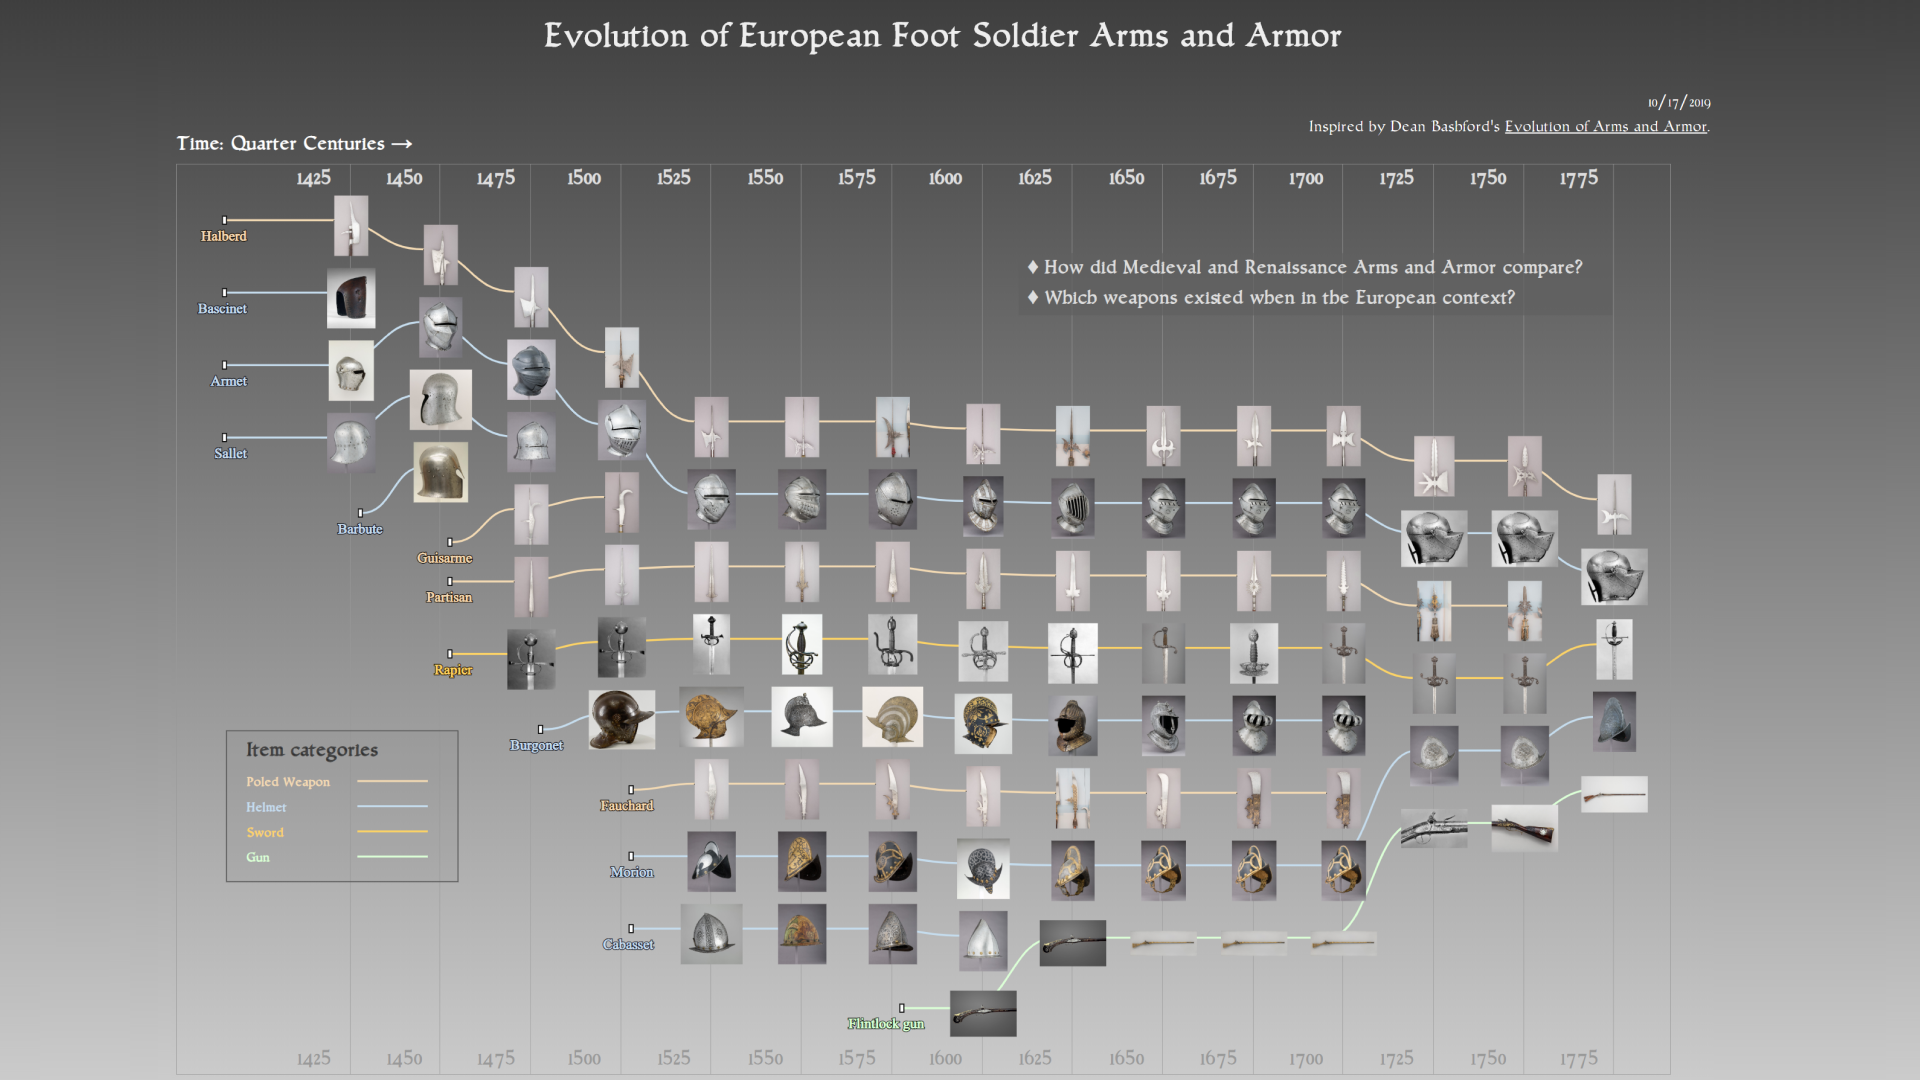 Evolution of European Foot Soldier Arms and Armor
10/17/2019
Inspired by Dean Bashford's Evolution of Arms and Armor.
Time: Quarter Centuries →
1425 1450 1475 1500 1525 1550 1575 1600 1625 1650 1675 1700 1725 1750 1775
Halberd
♦ How did Medieval and Renaissance Arms and Armor compare?
♦ Which weapons existed when in the European context?
Bascinet
Armet
Sallet
Barbute
Guisarme
Partisan
Rapier
Burgonet
Item categories
Poled Weapon
Helmet
Sword
Gun
Fauchard
Morion
Cabasset
Flintlock gun
1425 1450 1475 1500 1525 1550 1575 1600 1625 1650 1675 1700 1725 1750 1775